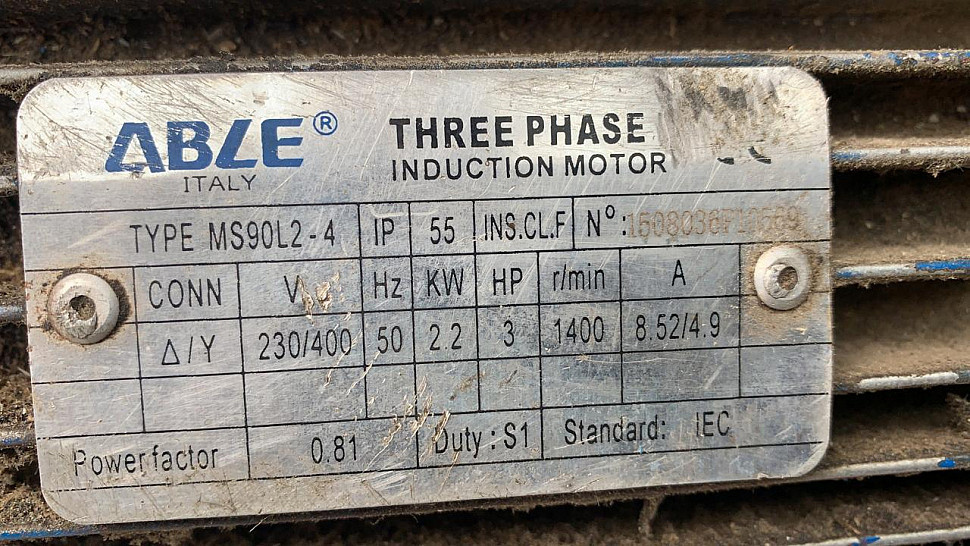 ABLE®
ITALY
THREE PHASE
INDUCTION MOTOR
TYPE MS90L2-4 IP 55 INS.CL.F N°:
CONN V Hz KW HP r/min A
Δ/Y 230/400 50 2.2 3 1400 8.52/4.9
Power factor 0.81 Duty: S1 Standard: IEC